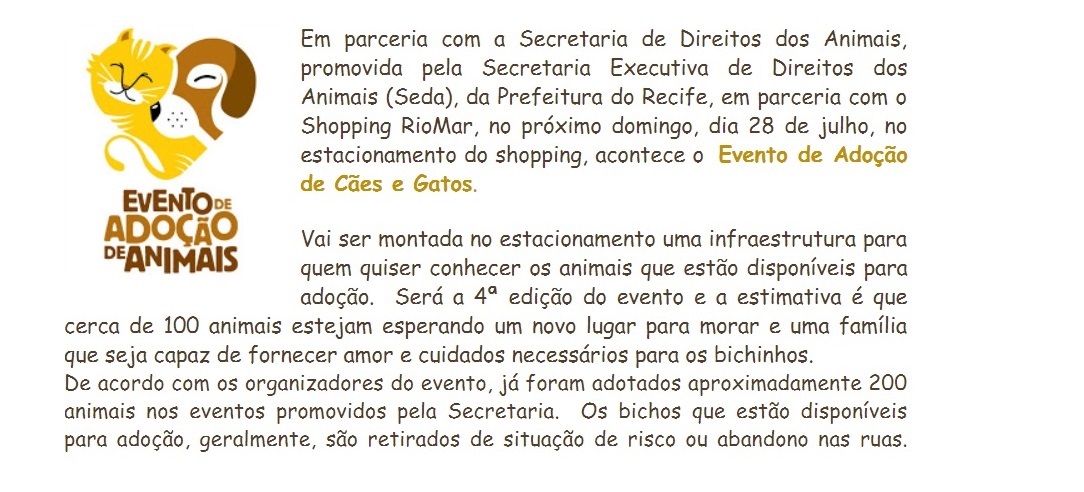 Em parceria com a Secretaria de Direitos dos Animais,
promovida pela Secretaria Executiva de Direitos dos
Animais (Seda), da Prefeitura do Recife, em parceria com o
Shopping RioMar, no próximo domingo, dia 28 de julho, no
estacionamento do shopping, acontece o Evento de Adoção
de Cães e Gatos.
EVENTO DE
ADOÇÃO
DE ANIMAIS
Vai ser montada no estacionamento uma infraestrutura para
quem quiser conhecer os animais que estão disponíveis para
adoção. Será a 4ª edição do evento e a estimativa é que
cerca de 100 animais estejam esperando um novo lugar para morar e uma família
que seja capaz de fornecer amor e cuidados necessários para os bichinhos.
De acordo com os organizadores do evento, já foram adotados aproximadamente 200
animais nos eventos promovidos pela Secretaria. Os bichos que estão disponíveis
para adoção, geralmente, são retirados de situação de risco ou abandono nas ruas.